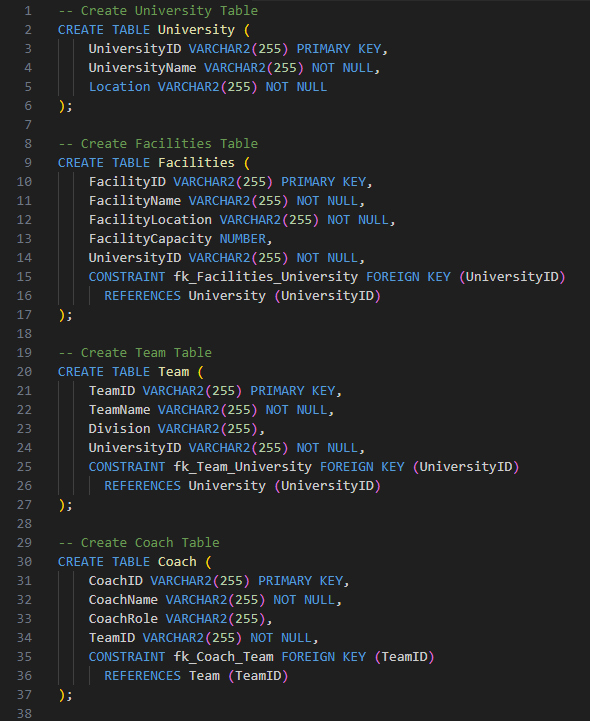 1 -- Create University Table
2 CREATE TABLE University (
3 UniversityID VARCHAR2(255) PRIMARY KEY,
4 UniversityName VARCHAR2(255) NOT NULL,
5 Location VARCHAR2(255) NOT NULL
6 );
7
8 -- Create Facilities Table
9 CREATE TABLE Facilities (
10 FacilityID VARCHAR2(255) PRIMARY KEY,
11 FacilityName VARCHAR2(255) NOT NULL,
12 FacilityLocation VARCHAR2(255) NOT NULL,
13 FacilityCapacity NUMBER,
14 UniversityID VARCHAR2(255) NOT NULL,
15 CONSTRAINT fk_Facilities_University FOREIGN KEY (UniversityID)
16 REFERENCES University (UniversityID)
17 );
18
19 -- Create Team Table
20 CREATE TABLE Team (
21 TeamID VARCHAR2(255) PRIMARY KEY,
22 TeamName VARCHAR2(255) NOT NULL,
23 Division VARCHAR2(255),
24 UniversityID VARCHAR2(255) NOT NULL,
25 CONSTRAINT fk_Team_University FOREIGN KEY (UniversityID)
26 REFERENCES University (UniversityID)
27 );
28
29 -- Create Coach Table
30 CREATE TABLE Coach (
31 CoachID VARCHAR2(255) PRIMARY KEY,
32 CoachName VARCHAR2(255) NOT NULL,
33 CoachRole VARCHAR2(255),
34 TeamID VARCHAR2(255) NOT NULL,
35 CONSTRAINT fk_Coach_Team FOREIGN KEY (TeamID)
36 REFERENCES Team (TeamID)
37 );
38